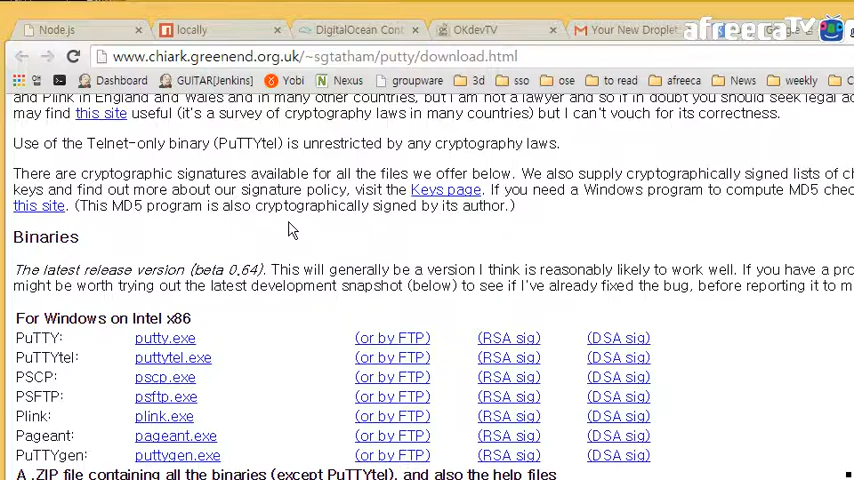 Node.js
locally
DigitalOcean Cont
OKdevTV
Your New Droplet
afreecaTV
www.chiark.greenend.org.uk/~sgtatham/putty/download.html
Dashboard
GUITAR[Jenkins]
Yobi
Nexus
groupware
3d
sso
ose
to read
afreeca
News
weekly
and Plink in England and Wales and in many other countries, but I am not a lawyer and so if in doubt you should seek legal ac
may find this site useful (it's a survey of cryptography laws in many countries) but I can't vouch for its correctness.
Use of the Telnet-only binary (PuTTYtel) is unrestricted by any cryptography laws.
There are cryptographic signatures available for all the files we offer below. We also supply cryptographically signed lists of c
keys and find out more about our signature policy, visit the Keys page. If you need a Windows program to compute MD5 chec
this site. (This MD5 program is also cryptographically signed by its author.)
Binaries
The latest release version (beta 0,64). This will generally be a version I think is reasonably likely to work well. If you have a pro
might be worth trying out the latest development snapshot (below) to see if I've already fixed the bug, before reporting it to m
For Windows on Intel x86
PuTTY: putty.exe (or by FTP) (RSA sig) (DSA sig)
PuTTYtel: puttytel.exe (or by FTP) (RSA sig) (DSA sig)
PSCP: pscp.exe (or by FTP) (RSA sig) (DSA sig)
PSFTP: psftp.exe (or by FTP) (RSA sig) (DSA sig)
Plink: plink.exe (or by FTP) (RSA sig) (DSA sig)
Pageant: pageant.exe (or by FTP) (RSA sig) (DSA sig)
PuTTYgen: puttygen.exe (or by FTP) (RSA sig) (DSA sig)
A .ZIP file containing all the binaries (except PuTTYtel), and also the help files